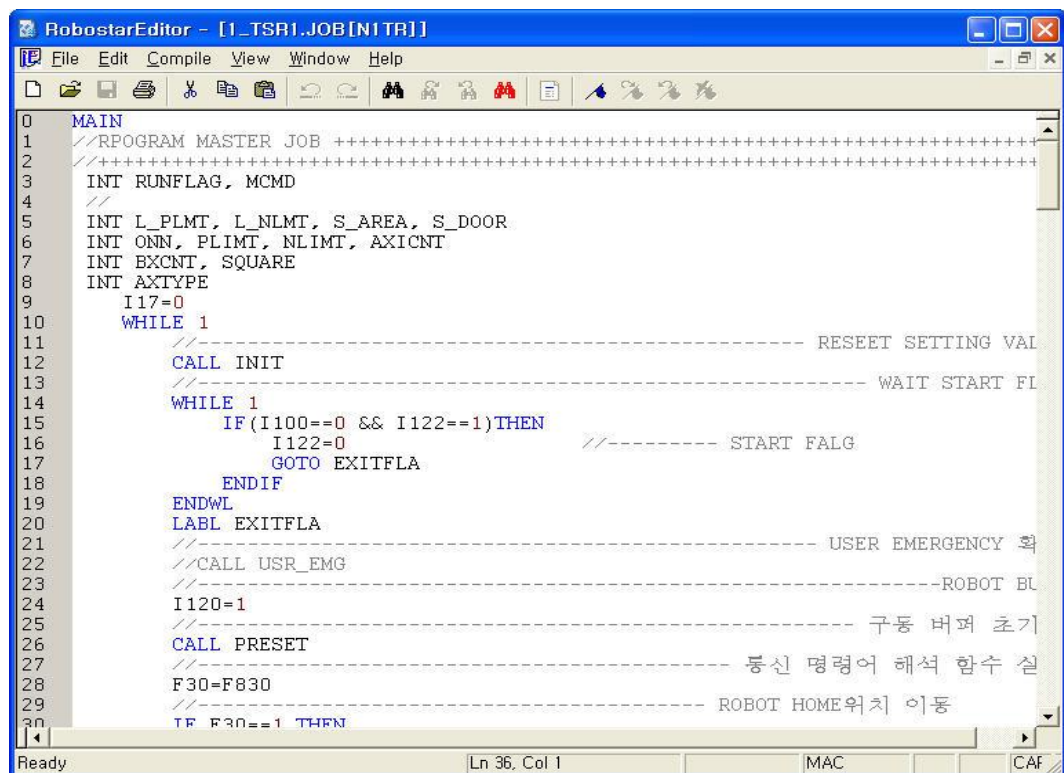 RobostarEditor - [1_TSR1.JOB[N1TR]]
File Edit Compile View Window Help
0 MAIN
1 //RPOGRAM MASTER JOB +++++++++++++++++++++++++++++++++++++++++++++++++++++++++
2 //++++++++++++++++++++++++++++++++++++++++++++++++++++++++++++++++++++++++++++
3 INT RUNFLAG, MCMD
4 //
5 INT L_PLMT, L_NLMT, S_AREA, S_DOOR
6 INT ONN, PLIMT, NLIMT, AXICNT
7 INT BXCNT, SQUARE
8 INT AXTYPE
9 I17=0
10 WHILE 1
11 //------------------------------------------------- RESEET SETTING VAL
12 CALL INIT
13 //------------------------------------------------------ WAIT START FL
14 WHILE 1
15 IF(I100==0 && I122==1)THEN
16 I122=0 //--------- START FALG
17 GOTO EXITFLA
18 ENDIF
19 ENDWL
20 LABL EXITFLA
21 //-------------------------------------------------- USER EMERGENCY 확
22 //CALL USR_EMG
23 //------------------------------------------------------------ROBOT BU
24 I120=1
25 //----------------------------------------------------- 구동 버퍼 초기
26 CALL PRESET
27 //------------------------------------------- 통신 명령어 해석 함수 실
28 F30=F830
29 //----------------------------------------- ROBOT HOME위치 이동
30 IF F30==1 THEN
Ready Ln 36, Col 1 MAC CAP